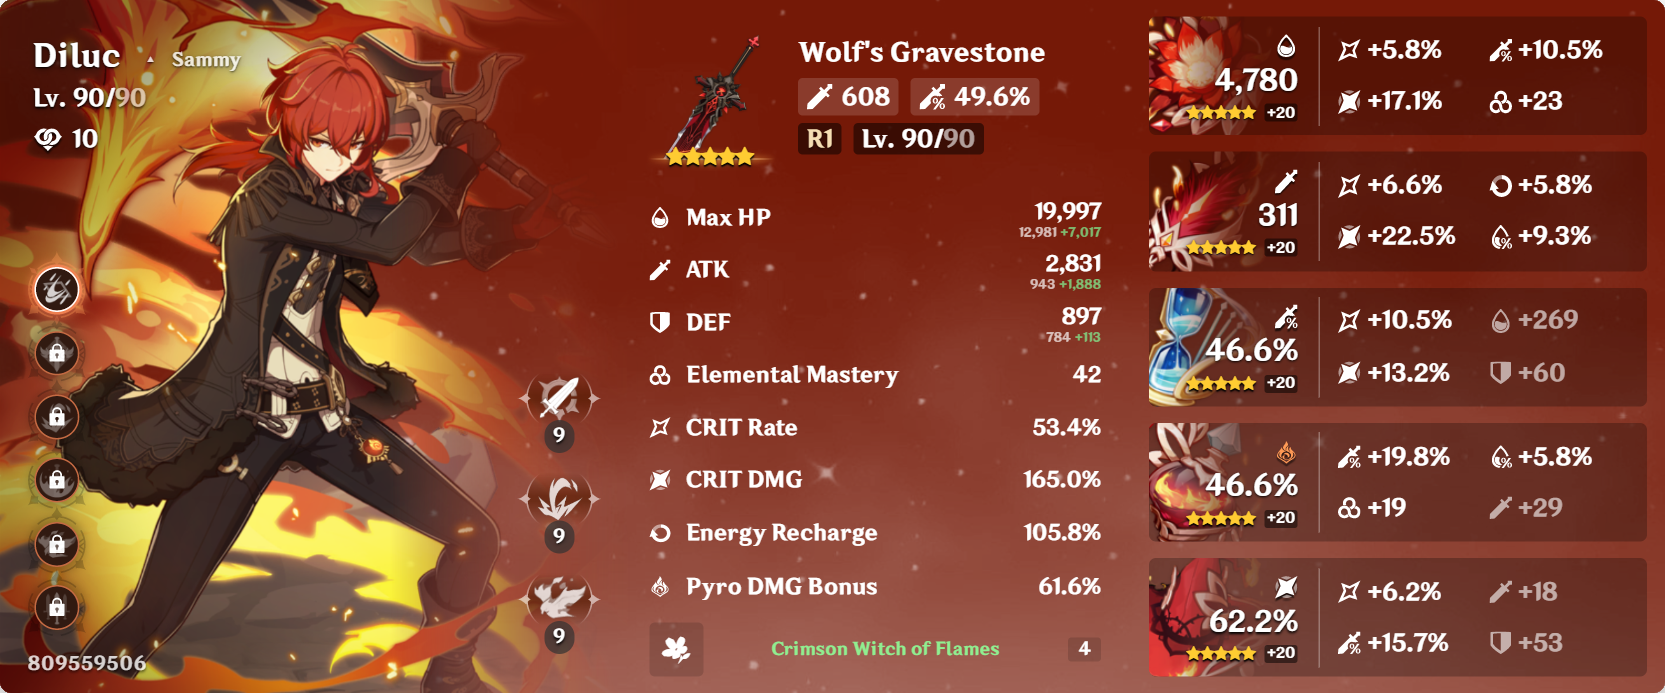 Diluc Sammy
Lv. 90/90
10
809559506
9
9
9
Wolf's Gravestone
608 49.6%
R1 Lv. 90/90
Max HP 19,997
12,981 +7,017
ATK 2,831
943 +1,888
DEF 897
784 +113
Elemental Mastery 42
CRIT Rate 53.4%
CRIT DMG 165.0%
Energy Recharge 105.8%
Pyro DMG Bonus 61.6%
Crimson Witch of Flames 4
4,780
+20
+5.8% +10.5%
+17.1% +23
311
+20
+6.6% +5.8%
+22.5% +9.3%
46.6%
+20
+10.5% +269
+13.2% +60
46.6%
+20
+19.8% +5.8%
+19 +29
62.2%
+20
+6.2% +18
+15.7% +53